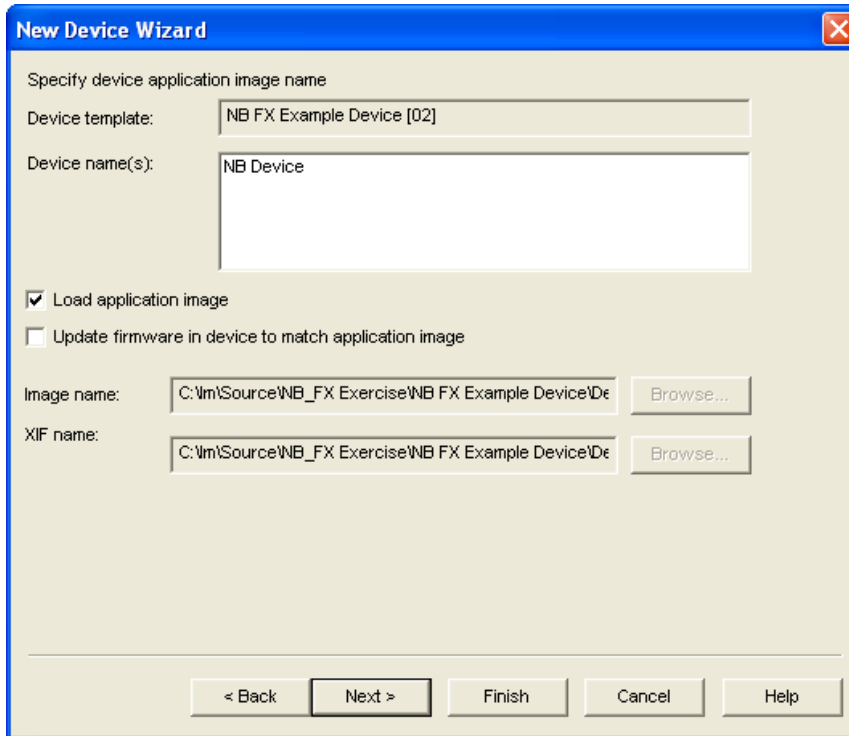 New Device Wizard
Specify device application image name
Device template: NB FX Example Device [02]
Device name(s): NB Device
Load application image
Update firmware in device to match application image
Image name: C:\lm\Source\NB_FX Exercise\NB FX Example Device\De Browse...
XIF name: C:\lm\Source\NB_FX Exercise\NB FX Example Device\De Browse...
< Back Next > Finish Cancel Help